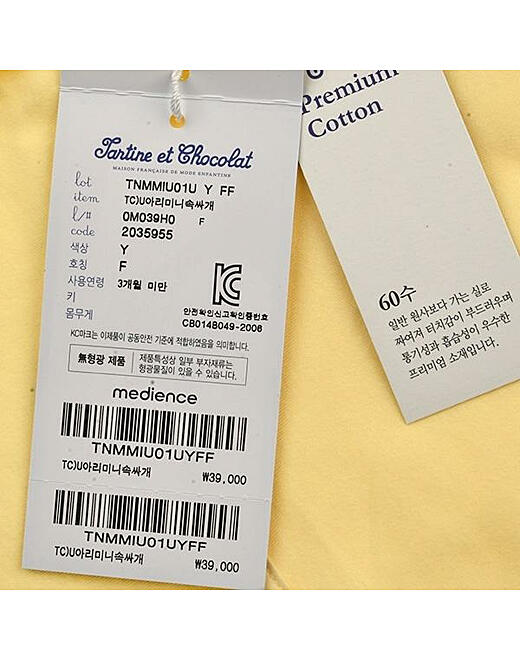 Tartine et Chocolat
MAISON FRANÇAISE DE MODE ENFANTINE
lot TNMMIU01U Y FF
item TC)U아리미니속싸개
l/# 0M039H0 F
code 2035955
색상 Y
호칭 F
사용연령 3개월 미만
키
몸무게
안전확인신고확인증번호
CB014B049-2006
KC마크는 이제품이 공동안전 기준에 적합하였음을 의미합니다.
無형광 제품
제품특성상 일부 부자재류는
형광물질이 있을 수 있습니다.
medience
TNMMIU01UYFF
TC)U아리미니속싸개 ₩39,000
TNMMIU01UYFF
TC)U아리미니속싸개 ₩39,000
Premium
Cotton
60수
일반 원사보다 가는 실로
짜여져 터치감이 부드러우며
통기성과 흡습성이 우수한
프리미엄 소재입니다.